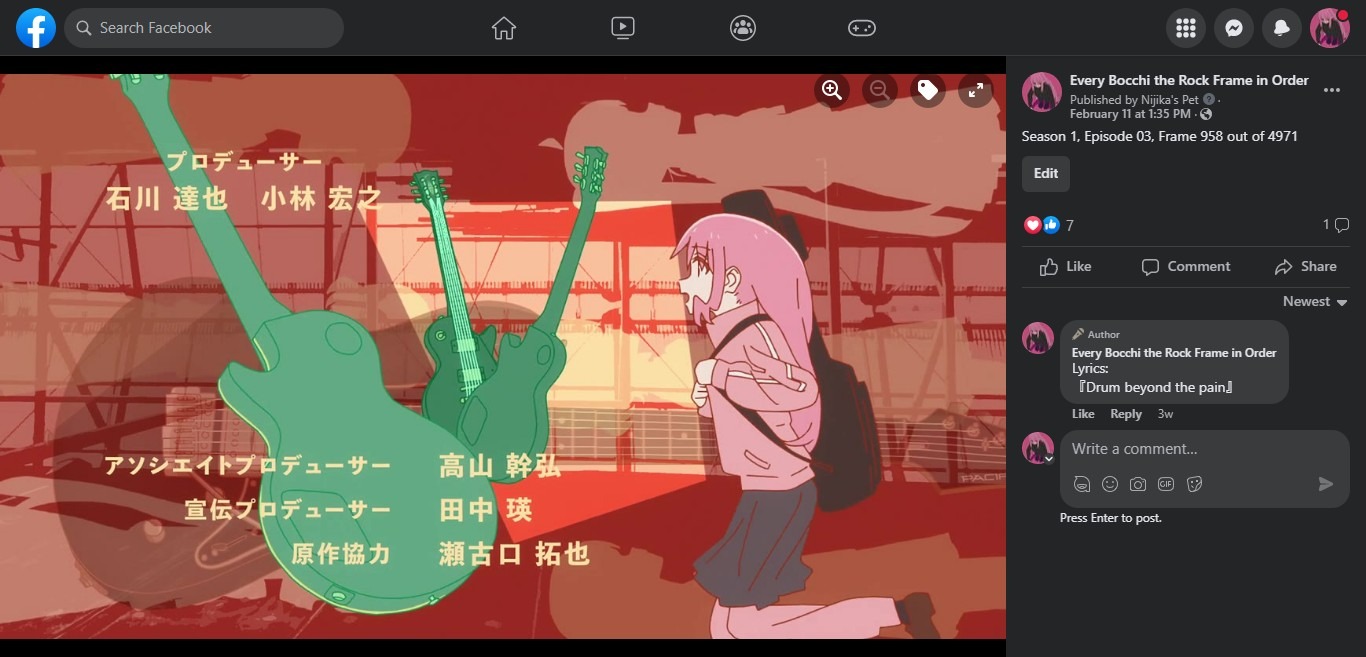 Search Facebook
プロデューサー
石川 達也　小林 宏之
アソシエイトプロデューサー　高山 幹弘
宣伝プロデューサー　田中 瑛
原作協力　瀬古口 拓也
PACIF
Every Bocchi the Rock Frame in Order
Published by Nijika's Pet ·
February 11 at 1:35 PM ·
Season 1, Episode 03, Frame 958 out of 4971
Edit
7
1
Like Comment Share
Newest
Author
Every Bocchi the Rock Frame in Order
Lyrics:
『Drum beyond the pain』
Like Reply 3w
Write a comment...
GIF
Press Enter to post.